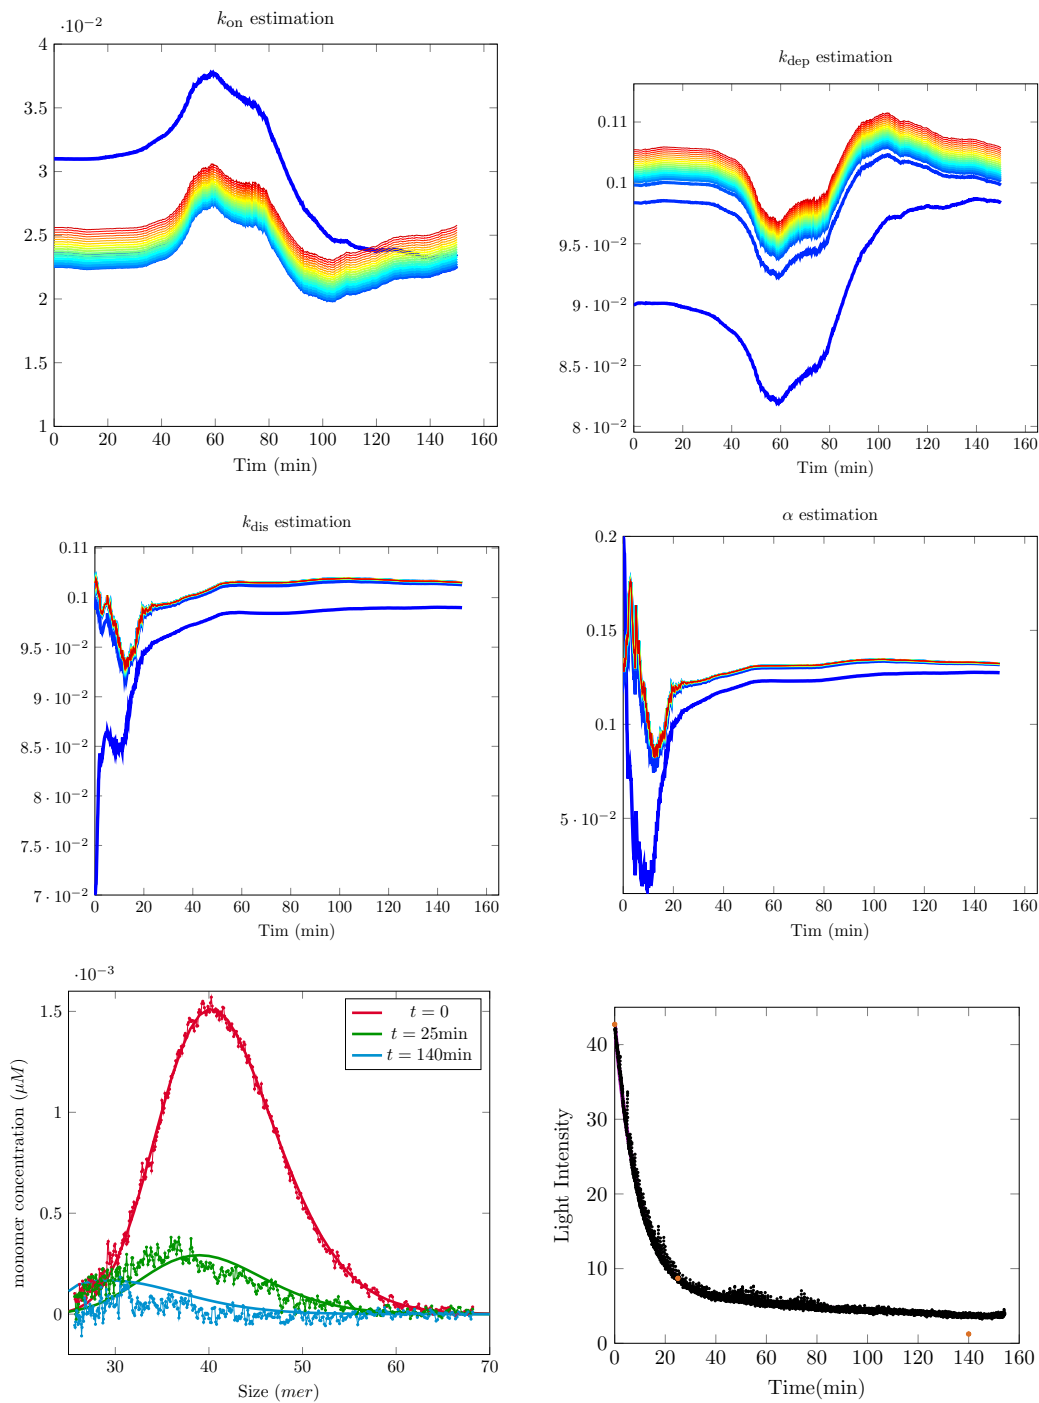 k_on estimation
·10⁻²
4
3.5
3
2.5
2
1.5
1
0 20 40 60 80 100 120 140 160
Tim (min)
k_dep estimation
0.11
0.1
9.5 · 10⁻²
9 · 10⁻²
8.5 · 10⁻²
8 · 10⁻²
0 20 40 60 80 100 120 140 160
Tim (min)
k_dis estimation
0.11
0.1
9.5 · 10⁻²
9 · 10⁻²
8.5 · 10⁻²
8 · 10⁻²
7.5 · 10⁻²
7 · 10⁻²
0 20 40 60 80 100 120 140 160
Tim (min)
α estimation
0.2
0.15
0.1
5 · 10⁻²
0 20 40 60 80 100 120 140 160
Tim (min)
·10⁻³
1.5
1
0.5
0
monomer concentration (μM)
t = 0
t = 25min
t = 140min
30 40 50 60 70
Size (mer)
40
30
20
10
0
Light Intensity
0 20 40 60 80 100 120 140 160
Time(min)